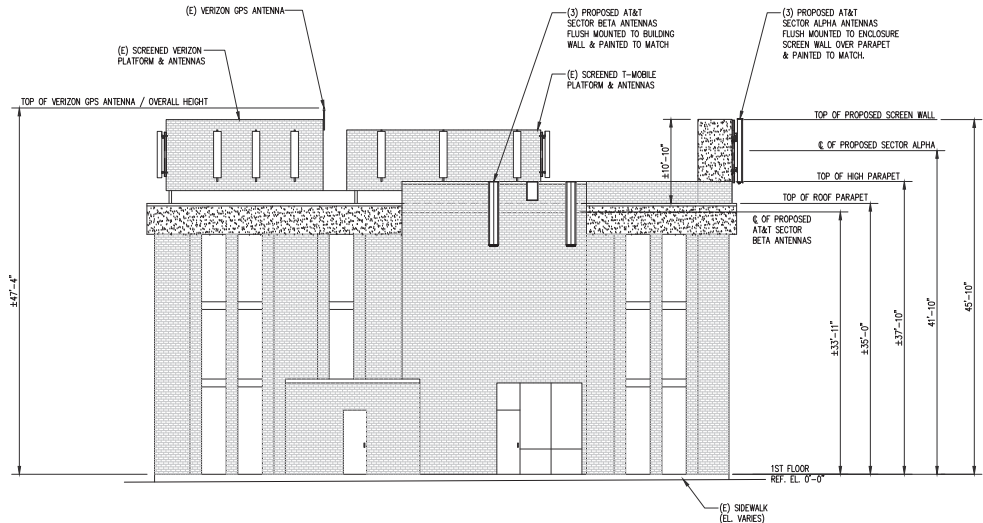 (E) VERIZON GPS ANTENNA
(3) PROPOSED AT&T
SECTOR BETA ANTENNAS
FLUSH MOUNTED TO BUILDING
WALL & PAINTED TO MATCH
(3) PROPOSED AT&T
SECTOR ALPHA ANTENNAS
FLUSH MOUNTED TO ENCLOSURE
SCREEN WALL OVER PARAPET
& PAINTED TO MATCH.
(E) SCREENED VERIZON
PLATFORM & ANTENNAS
(E) SCREENED T-MOBILE
PLATFORM & ANTENNAS
TOP OF VERIZON GPS ANTENNA / OVERALL HEIGHT
TOP OF PROPOSED SCREEN WALL
℄ OF PROPOSED SECTOR ALPHA
±10'-10"
TOP OF HIGH PARAPET
TOP OF ROOF PARAPET
℄ OF PROPOSED
AT&T SECTOR
BETA ANTENNAS
±47'-4"
±33'-11"
±35'-0"
±37'-10"
41'-10"
45'-10"
1ST FLOOR
REF. EL. 0'-0"
(E) SIDEWALK
(EL. VARIES)